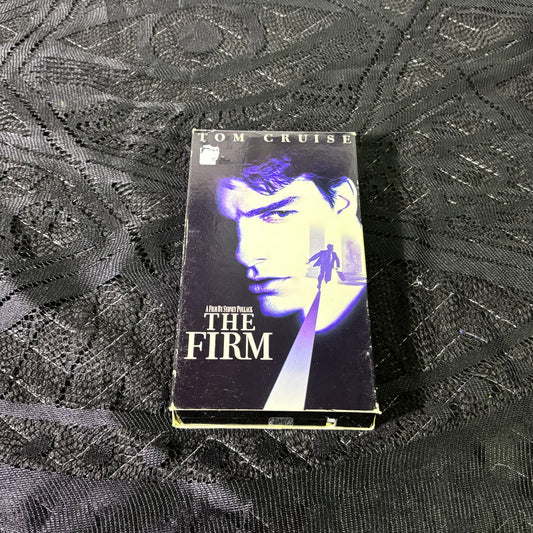 TOM CRUISE
A FILM BY SYDNEY POLLACK
THE
FIRM